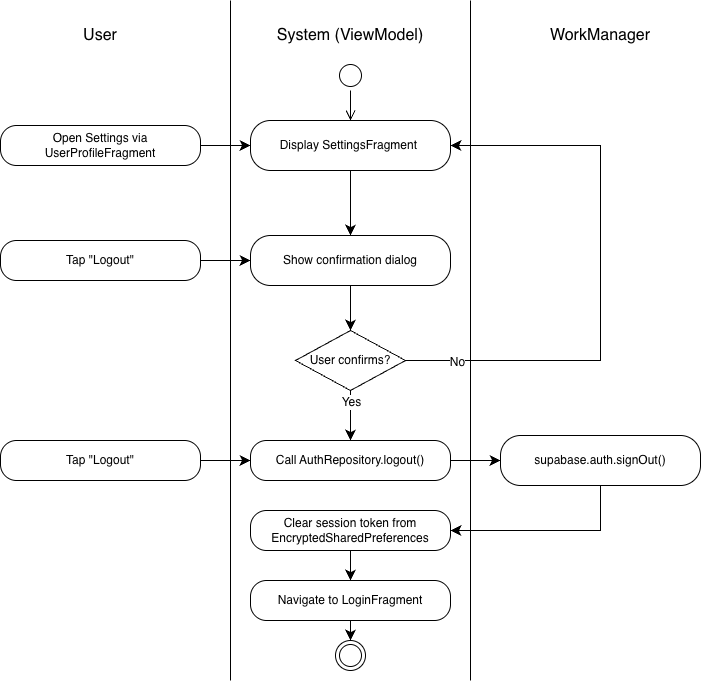 User
System (ViewModel)
WorkManager
Open Settings via
UserProfileFragment
Display SettingsFragment
Tap "Logout"
Show confirmation dialog
User confirms?
No
Yes
Tap "Logout"
Call AuthRepository.logout()
supabase.auth.signOut()
Clear session token from
EncryptedSharedPreferences
Navigate to LoginFragment